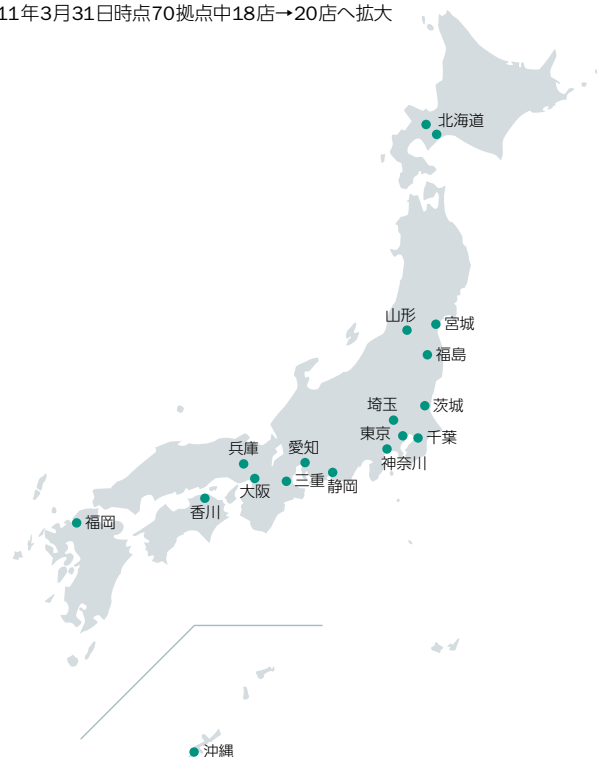 11年3月31日時点70拠点中18店→20店へ拡大
北海道
山形
宮城
福島
埼玉
茨城
東京
千葉
神奈川
兵庫
愛知
大阪
三重
静岡
香川
福岡
沖縄